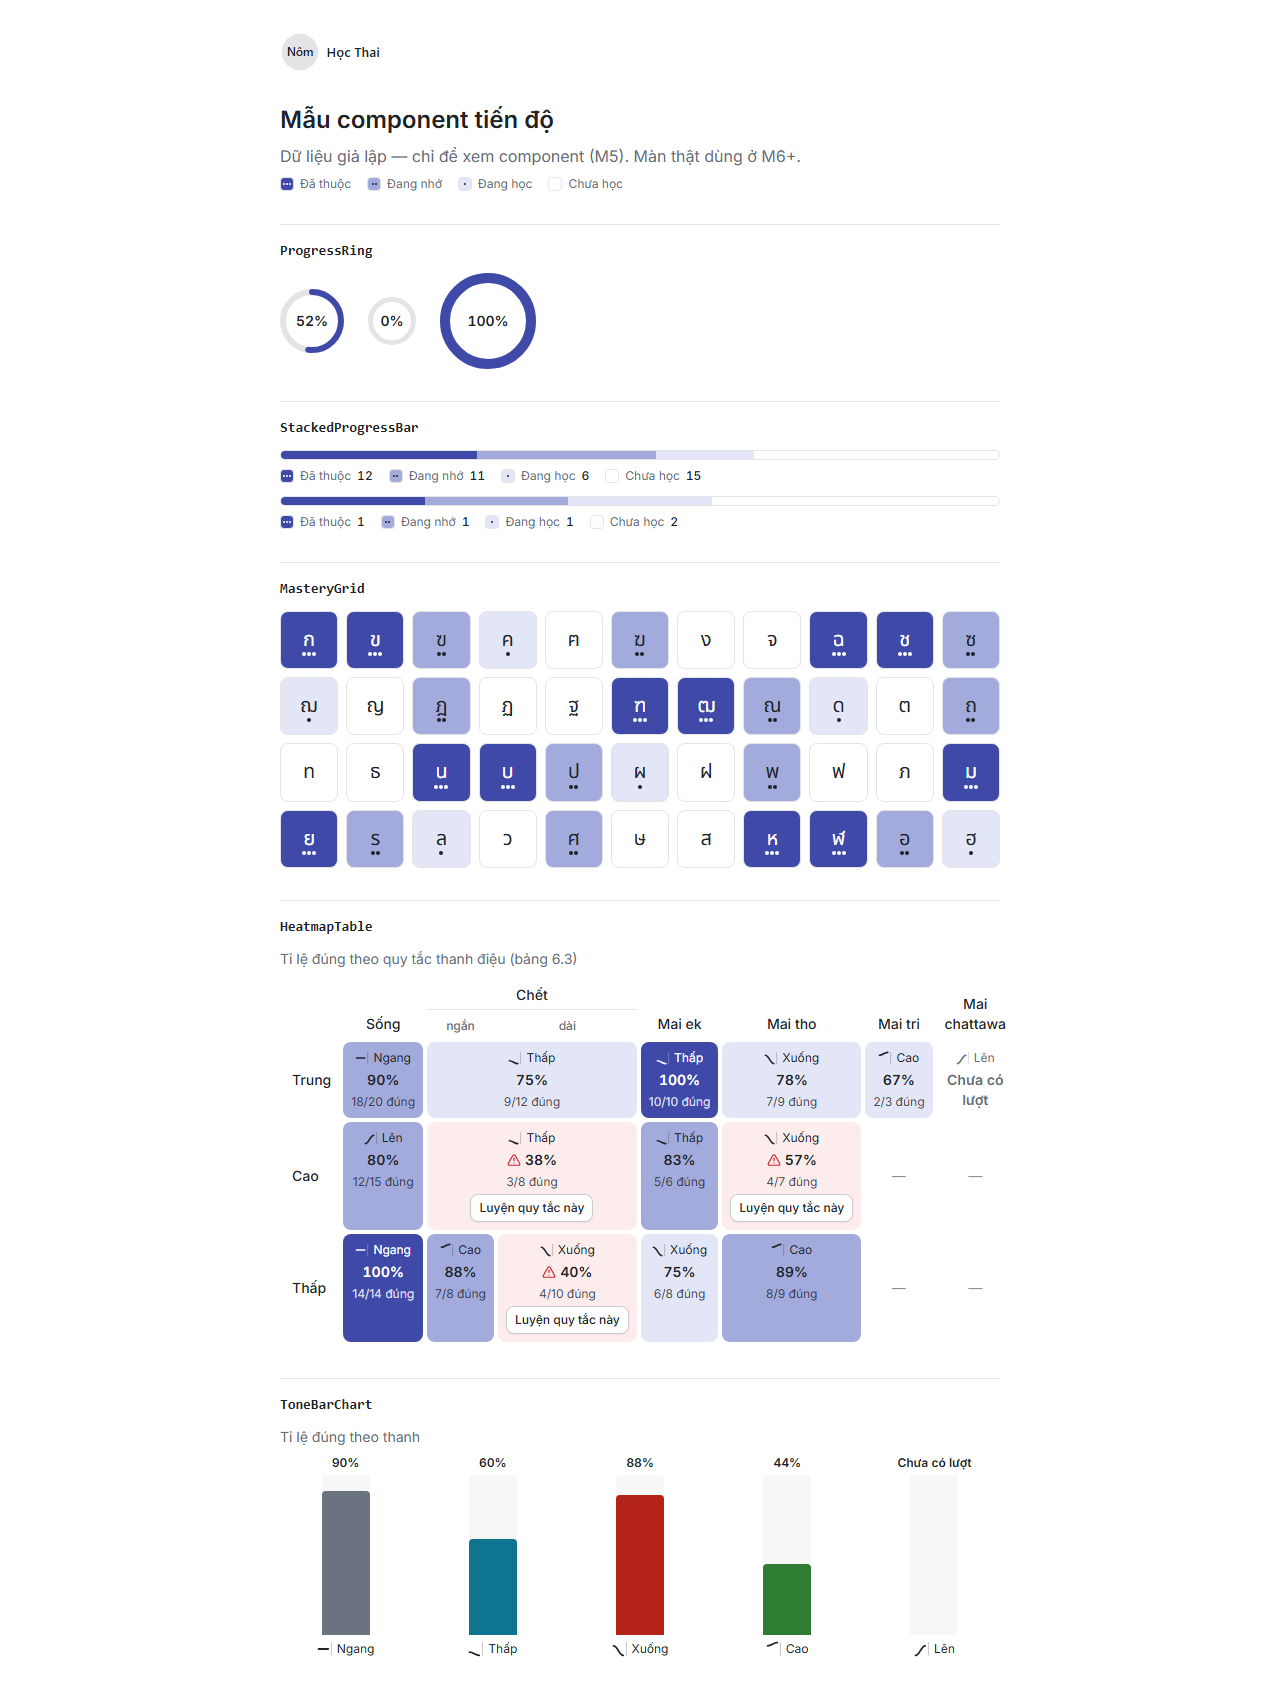 Nôm Học Thai
Mẫu component tiến độ
Dữ liệu giả lập — chỉ để xem component (M5). Màn thật dùng ở M6+.
Đã thuộc Đang nhớ Đang học Chưa học
ProgressRing
52% 0% 100%
StackedProgressBar
Đã thuộc 12 Đang nhớ 11 Đang học 6 Chưa học 15
Đã thuộc 1 Đang nhớ 1 Đang học 1 Chưa học 2
MasteryGrid
ก ข ฃ ค ฅ ฆ ง จ ฉ ช ซ
ฌ ญ ฎ ฏ ฐ ฑ ฒ ณ ด ต ถ
ท ธ น บ ป ผ ฝ พ ฟ ภ ม
ย ร ล ว ศ ษ ส ห ฬ อ ฮ
HeatmapTable
Tỉ lệ đúng theo quy tắc thanh điệu (bảng 6.3)
Chết
Sống ngắn dài Mai ek Mai tho Mai tri Mai chattawa
Ngang Thấp Thấp Xuống Cao Lên
Trung 90% 75% 100% 78% 67% Chưa có lượt
18/20 đúng 9/12 đúng 10/10 đúng 7/9 đúng 2/3 đúng
Lên Thấp Thấp Xuống
80% 38% 83% 57%
Cao 12/15 đúng 3/8 đúng 5/6 đúng 4/7 đúng — —
Luyện quy tắc này Luyện quy tắc này
Ngang Cao Xuống Xuống Cao
100% 88% 40% 75% 89%
Thấp 14/14 đúng 7/8 đúng 4/10 đúng 6/8 đúng 8/9 đúng — —
Luyện quy tắc này
ToneBarChart
Tỉ lệ đúng theo thanh
90% 60% 88% 44% Chưa có lượt
Ngang Thấp Xuống Cao Lên